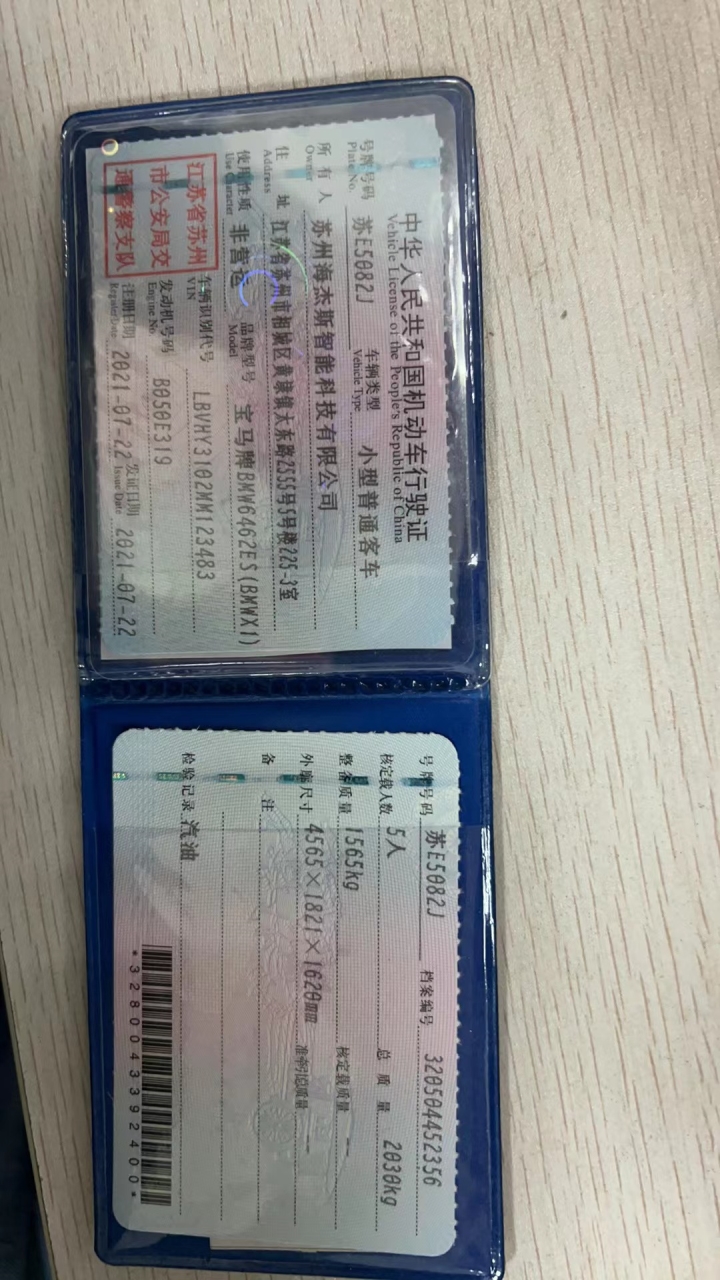 中华人民共和国机动车行驶证
Vehicle License of the People's Republic of China
号牌号码 苏E5082J 车辆类型 小型普通客车
Plate No. Vehicle Type
所有人 苏州海杰斯智能科技有限公司
Owner
住址 江苏省苏州市相城区黄埭镇大东路2555号5号楼225-3室
Address
使用性质 非营运 品牌型号 宝马牌BMW6462ES(BMWX1)
Use Character Model
江苏省苏州
市公安局交
通警察支队
车辆识别代号 LBVHY3102MM123483
VIN
发动机号码 B050E319
Engine No.
注册日期 2021-07-22 发证日期 2021-07-22
Register Date Issue Date
号牌号码 苏E5082J 档案编号 320504452356
核定载人数 5人 总质量 2030kg
整备质量 1565kg 核定载质量 --
外廓尺寸 4565×1821×1620mm 准牵引总质量 --
备注
检验记录 汽油
*3280043392400*